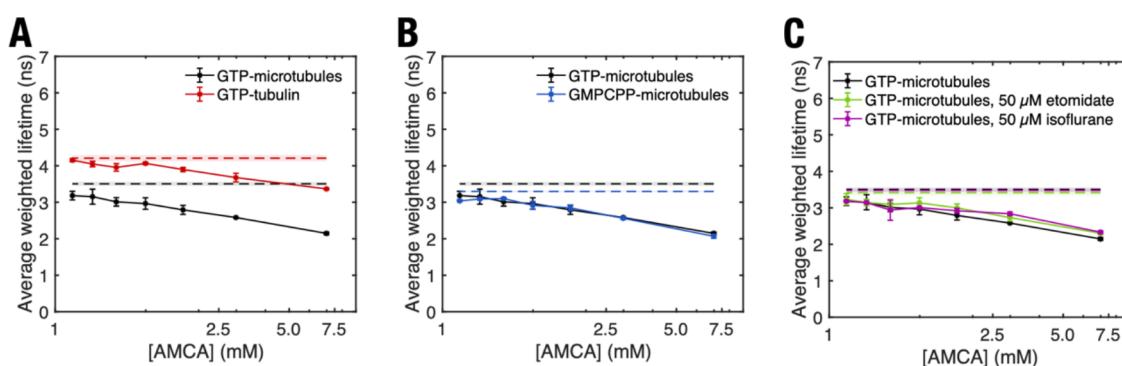 A
Average weighted lifetime (ns)
7
6
5
4
3
2
1
0
GTP-microtubules
GTP-tubulin
1
2.5
5.0
7.5
[AMCA] (mM)
B
Average weighted lifetime (ns)
7
6
5
4
3
2
1
0
GTP-microtubules
GMPCPP-microtubules
1
2.5
5.0
7.5
[AMCA] (mM)
C
Average weighted lifetime (ns)
7
6
5
4
3
2
1
0
GTP-microtubules
GTP-microtubules, 50 µM etomidate
GTP-microtubules, 50 µM isoflurane
1
2.5
5.0
7.5
[AMCA] (mM)